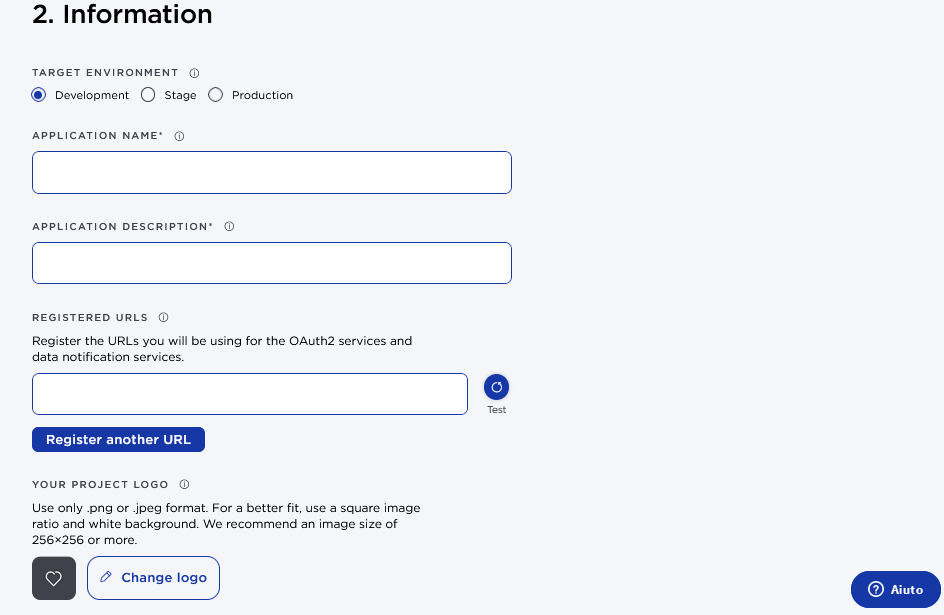 2. Information
TARGET ENVIRONMENT
Development Stage Production
APPLICATION NAME*
APPLICATION DESCRIPTION*
REGISTERED URLS
Register the URLs you will be using for the OAuth2 services and
data notification services.
Test
Register another URL
YOUR PROJECT LOGO
Use only .png or .jpeg format. For a better fit, use a square image
ratio and white background. We recommend an image size of
256×256 or more.
Change logo
Aiuto